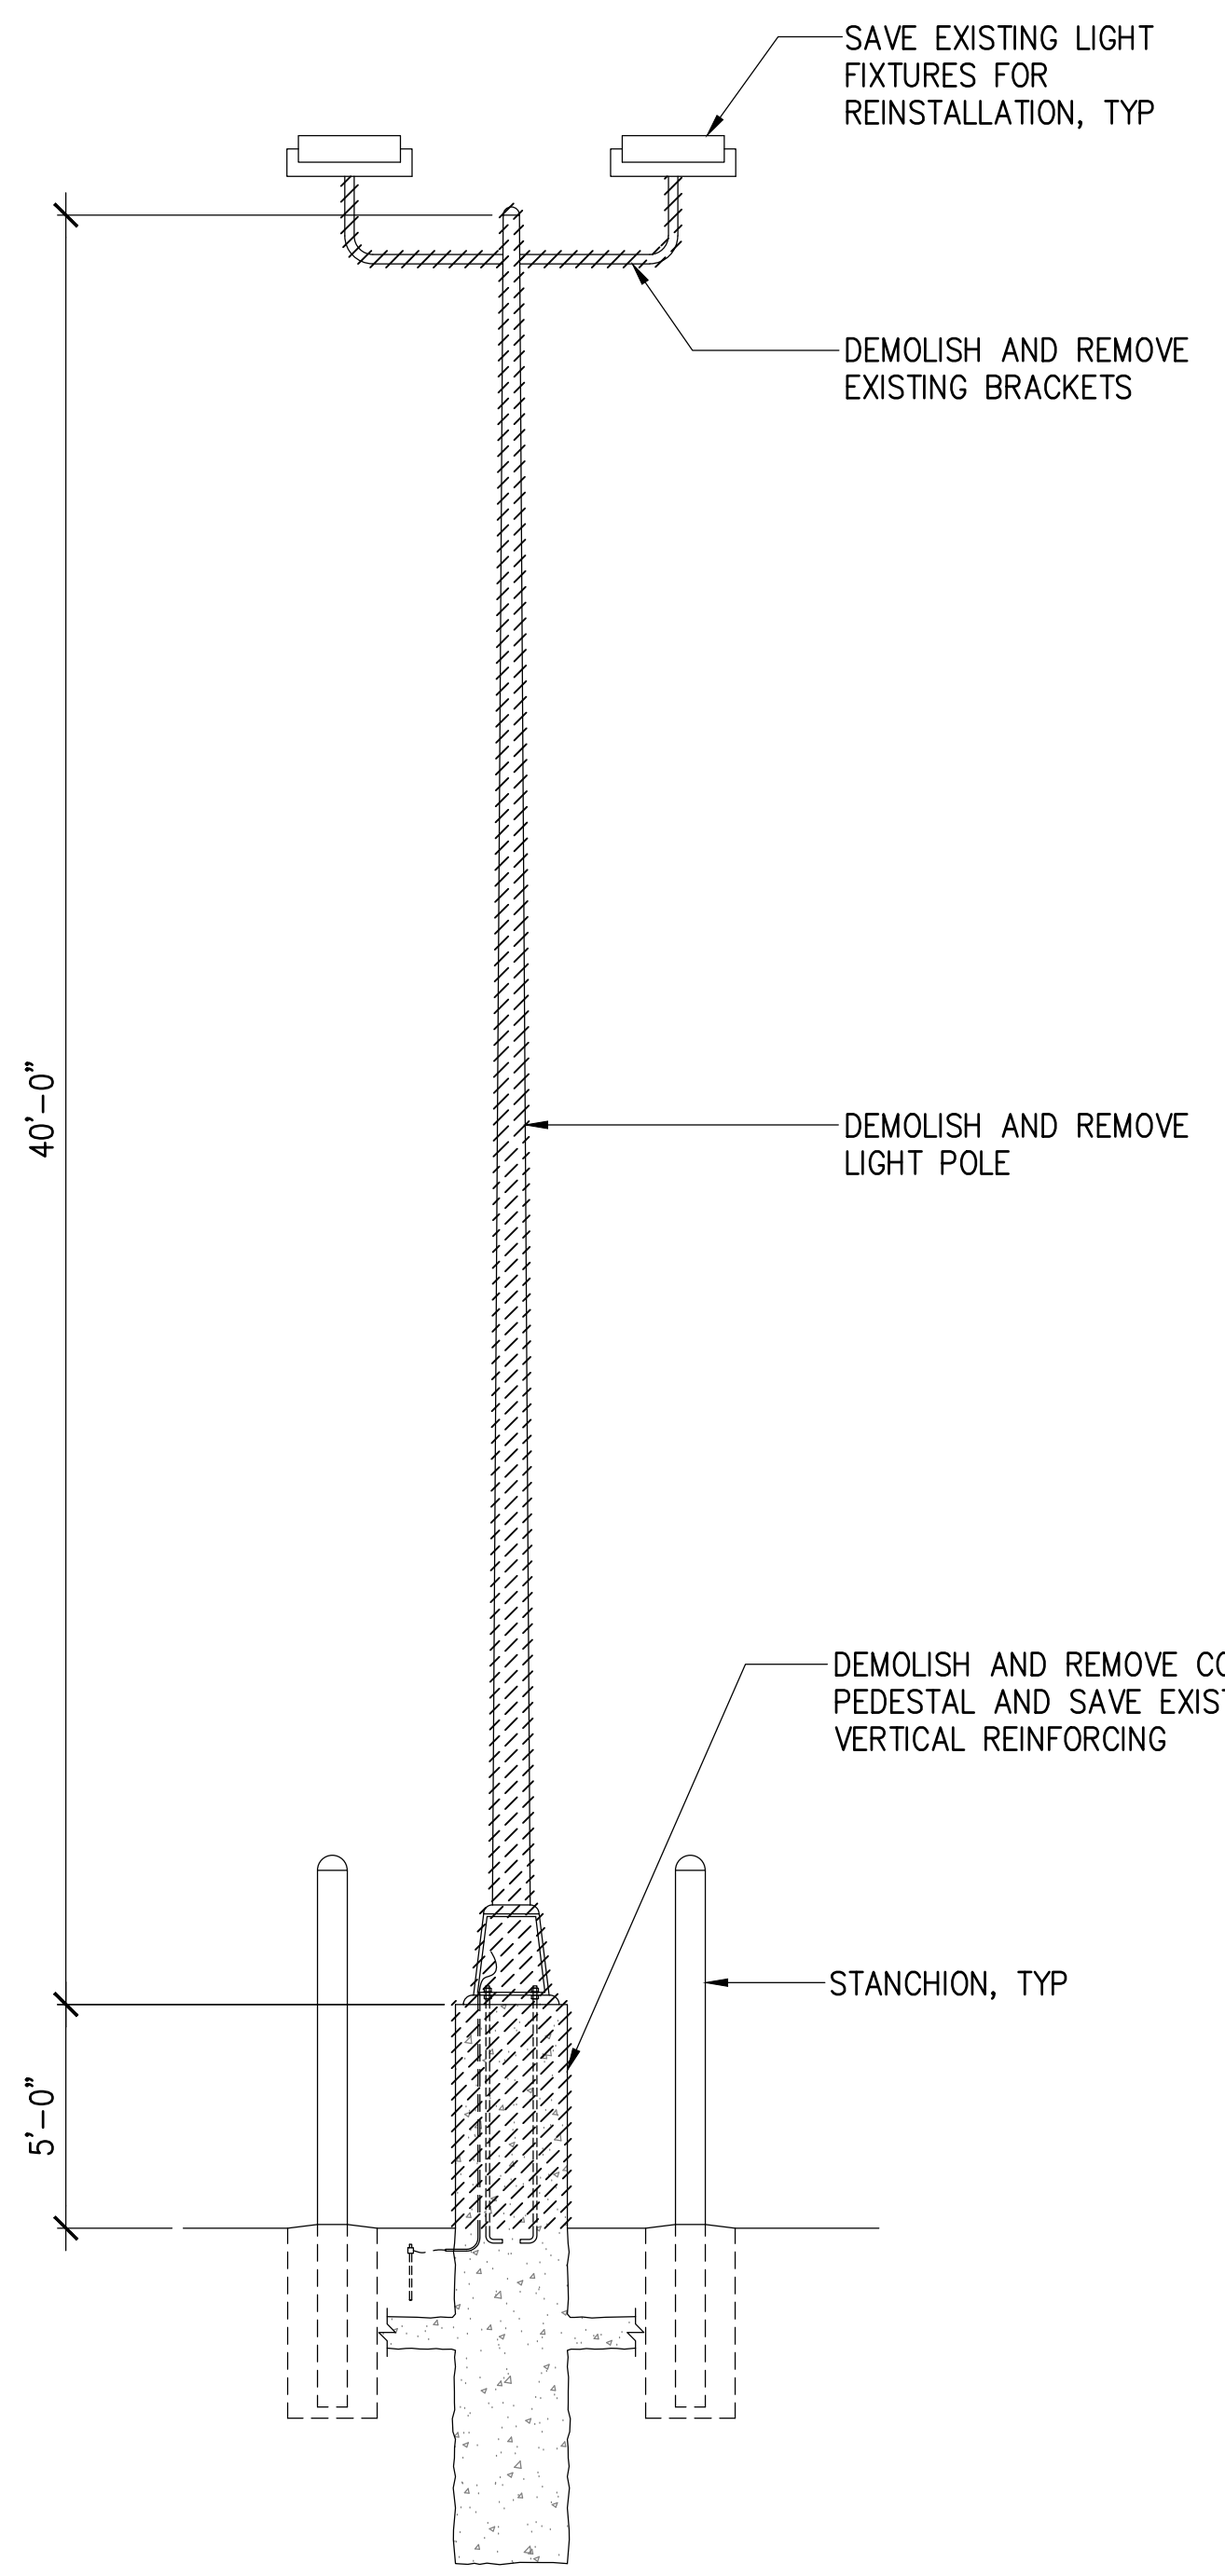 SAVE EXISTING LIGHT
FIXTURES FOR
REINSTALLATION, TYP
DEMOLISH AND REMOVE
EXISTING BRACKETS
40'-0"
DEMOLISH AND REMOVE
LIGHT POLE
DEMOLISH AND REMOVE
PEDESTAL AND SAVE
VERTICAL REINFORCING
STANCHION, TYP
5'-0"